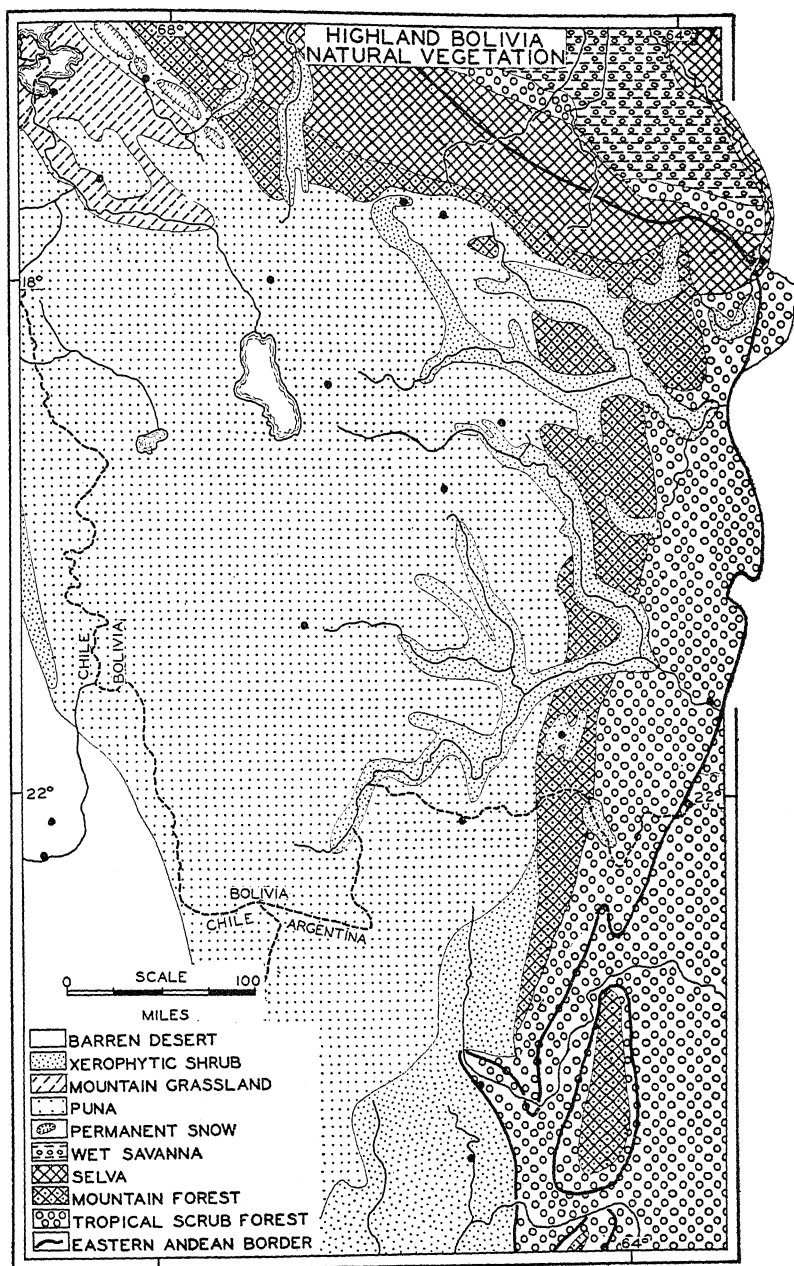 68°
HIGHLAND BOLIVIA
NATURAL VEGETATION
64°
18°
CHILE
BOLIVIA
22°
22°
BOLIVIA
CHILE
ARGENTINA
SCALE
0 100
MILES
BARREN DESERT
XEROPHYTIC SHRUB
MOUNTAIN GRASSLAND
PUNA
PERMANENT SNOW
WET SAVANNA
SELVA
MOUNTAIN FOREST
TROPICAL SCRUB FOREST
EASTERN ANDEAN BORDER
64°